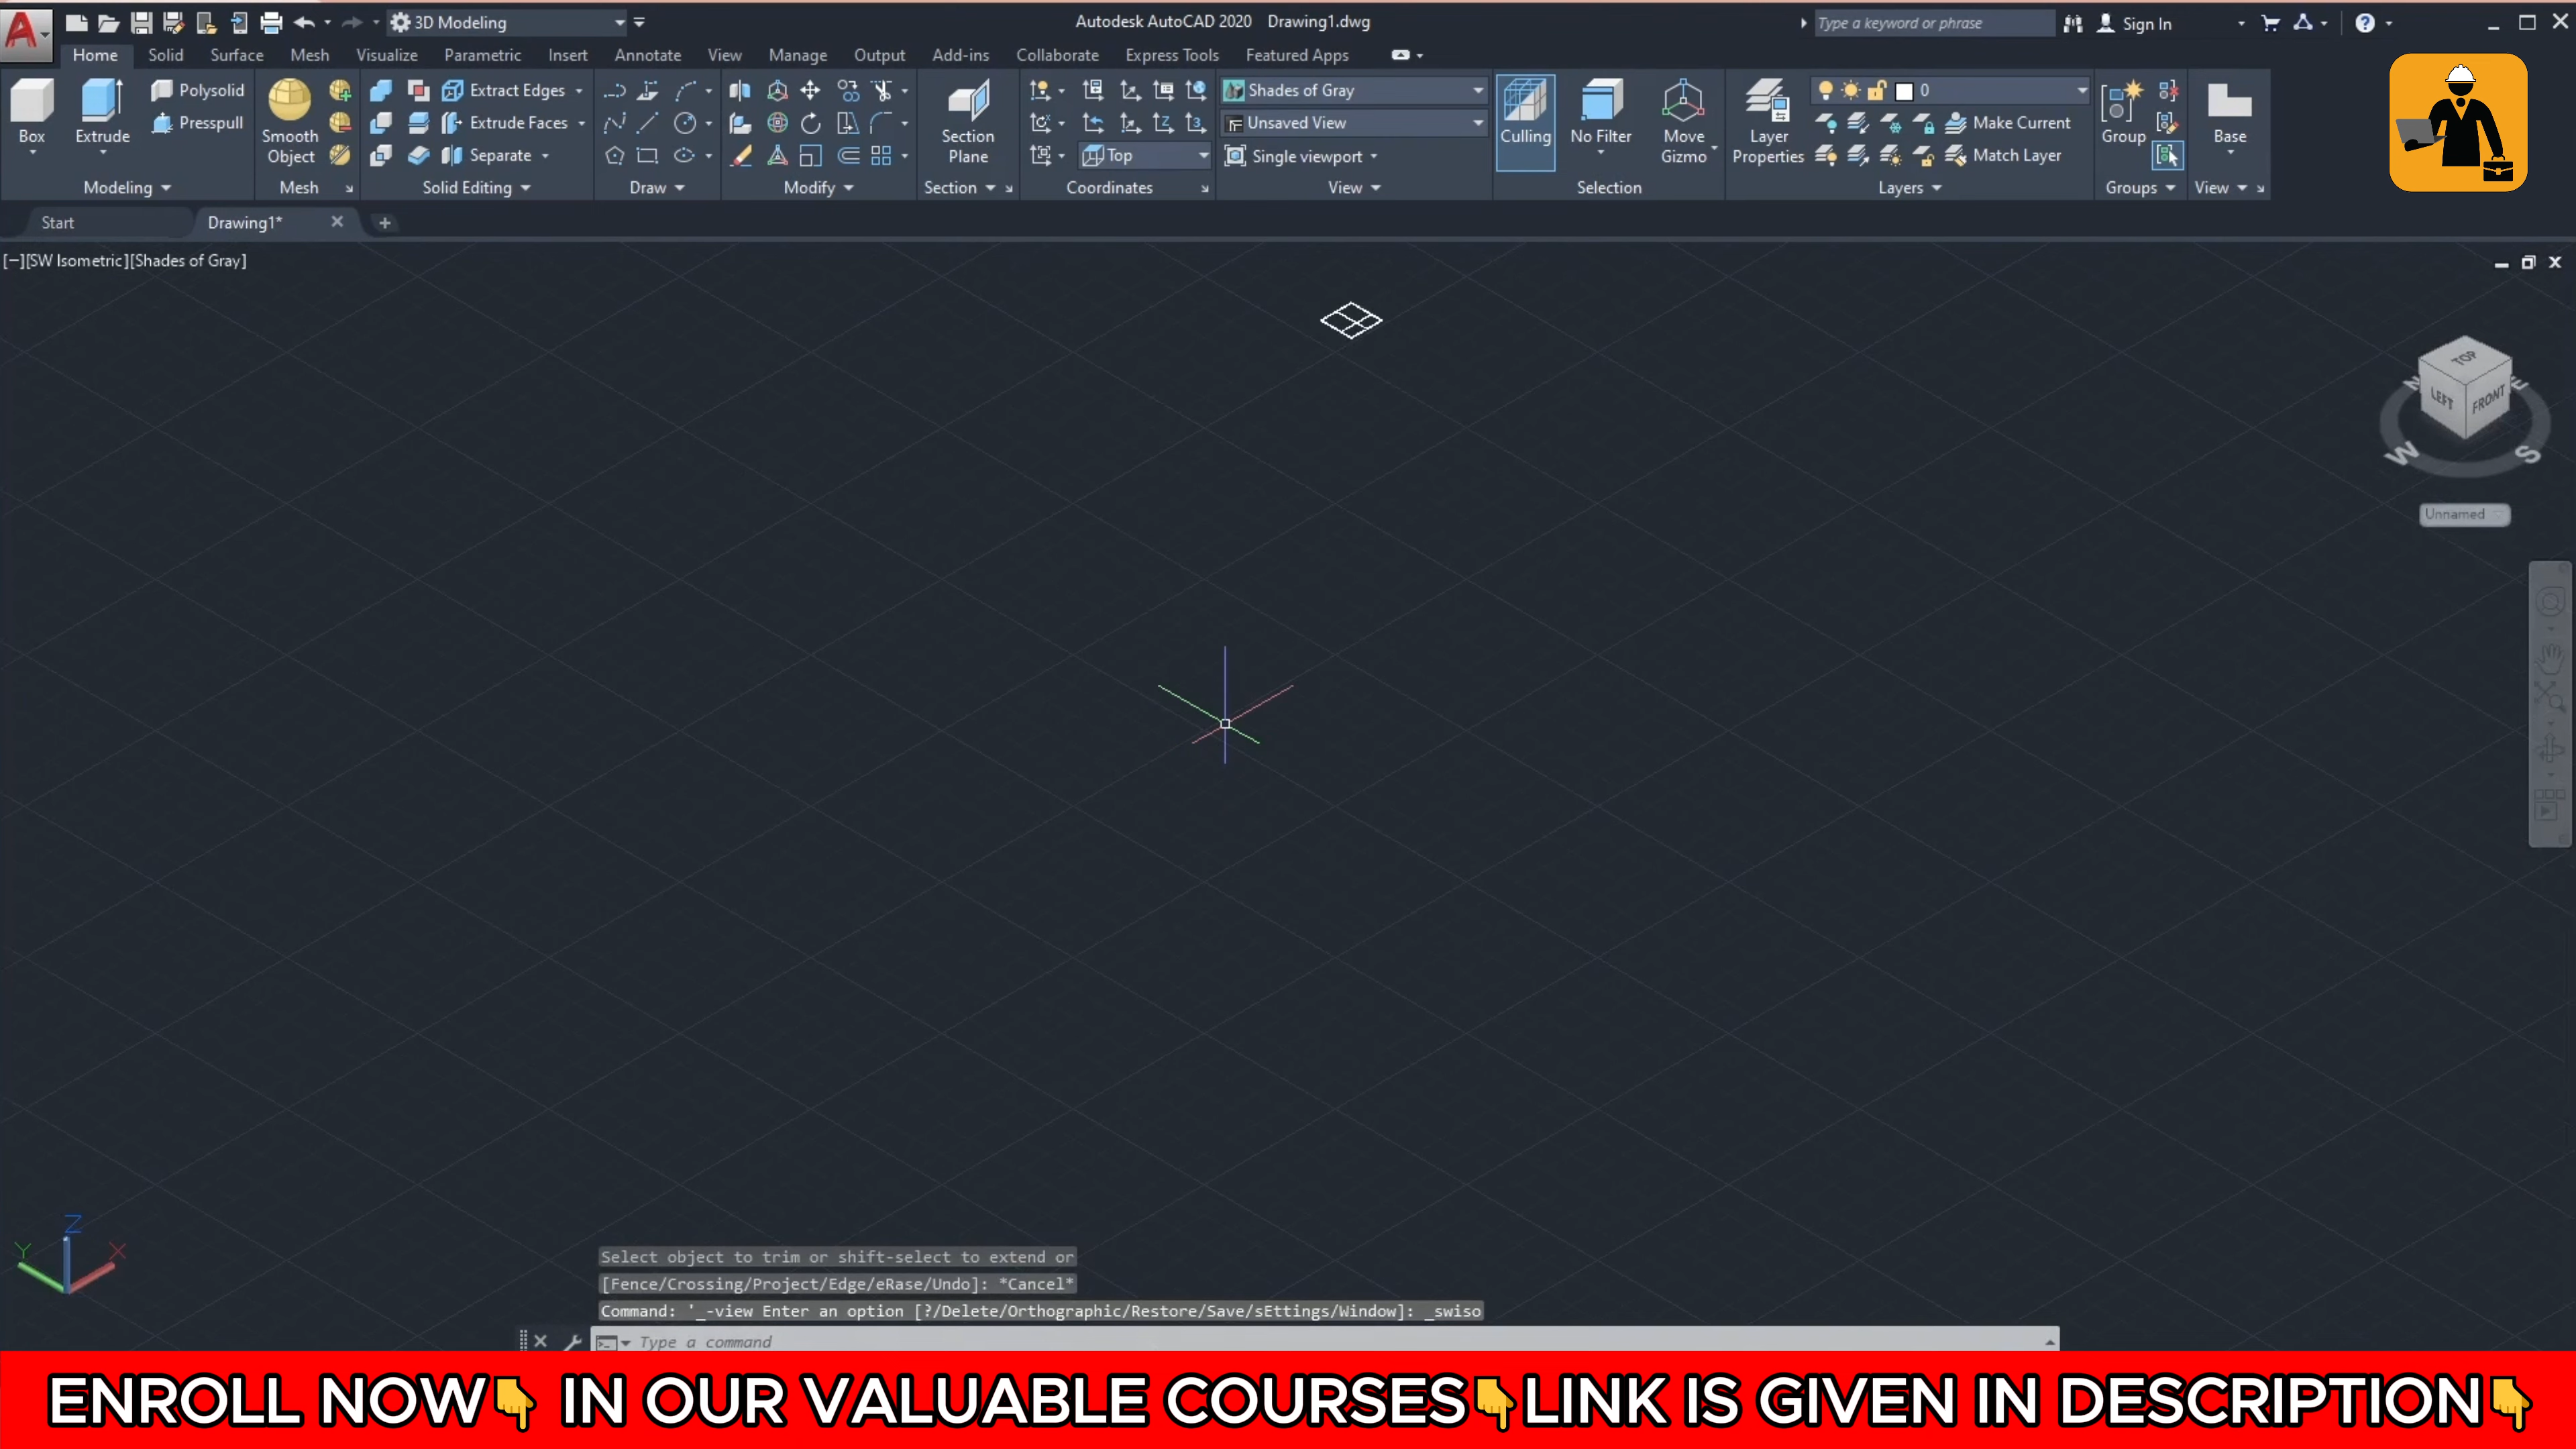 3D Modeling
Autodesk AutoCAD 2020 Drawing1.dwg
Type a keyword or phrase
Sign In
Home Solid Surface Mesh Visualize Parametric Insert Annotate View Manage Output Add-ins Collaborate Express Tools Featured Apps
Box
Extrude
Polysolid
Presspull
Modeling
Smooth
Object
Mesh
Extract Edges
Extrude Faces
Separate
Solid Editing
Draw
Modify
Section
Plane
Section
Top
Coordinates
Shades of Gray
Unsaved View
Single viewport
View
Culling
No Filter
Move
Gizmo
Selection
Layer
Properties
0
Make Current
Match Layer
Layers
Group
Groups
Base
View
Start
Drawing1*
[−][SW Isometric][Shades of Gray]
TOP
LEFT
FRONT
N
E
W
S
Unnamed
Z
Y
X
Select object to trim or shift-select to extend or
[Fence/Crossing/Project/Edge/eRase/Undo]: *Cancel*
Command: '_-view Enter an option [?/Delete/Orthographic/Restore/Save/sEttings/Window]: _swiso
Type a command
ENROLL NOW👇 IN OUR VALUABLE COURSES👇LINK IS GIVEN IN DESCRIPTION👇